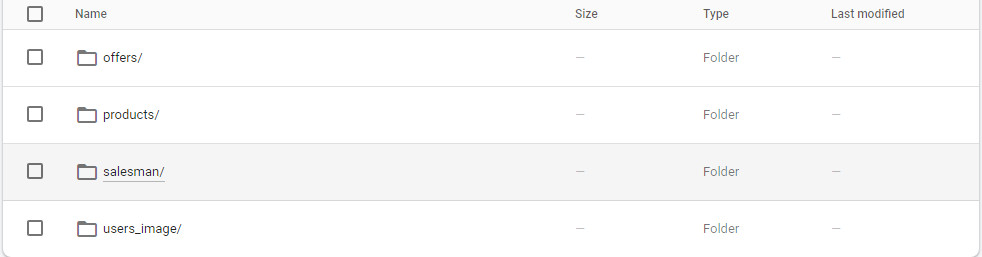 Name Size Type Last modified
offers/ — Folder —
products/ — Folder —
salesman/ — Folder —
users_image/ — Folder —